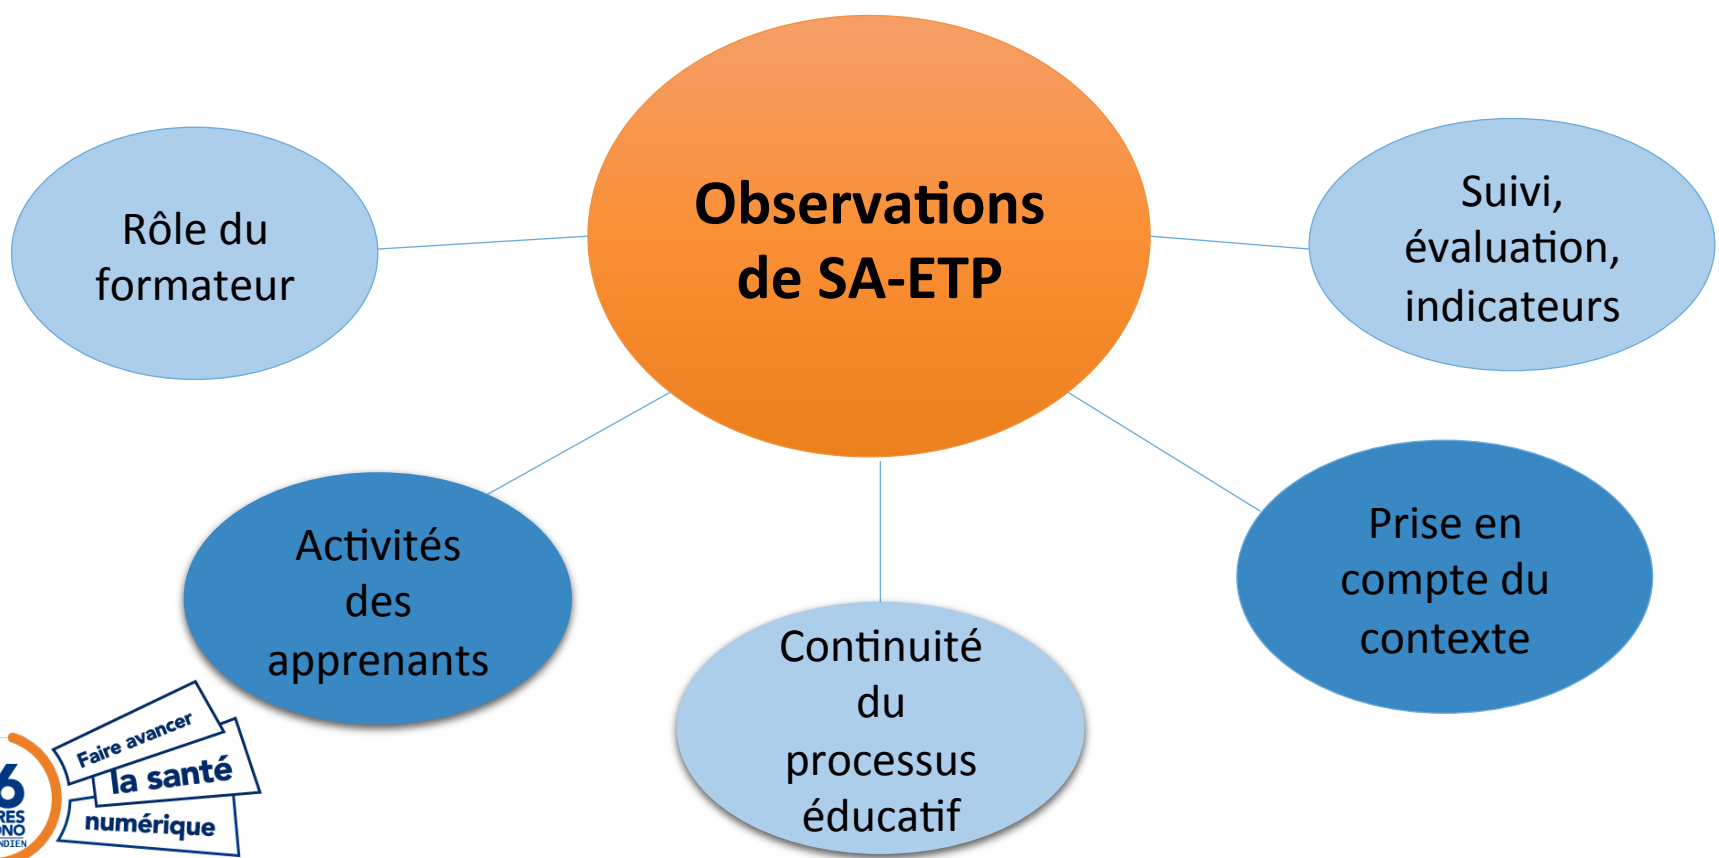 Observations
de SA-ETP
Rôle du
formateur
Suivi,
évaluation,
indicateurs
Activités
des
apprenants
Continuité
du
processus
éducatif
Prise en
compte du
contexte
Faire avancer
la santé
numérique
6